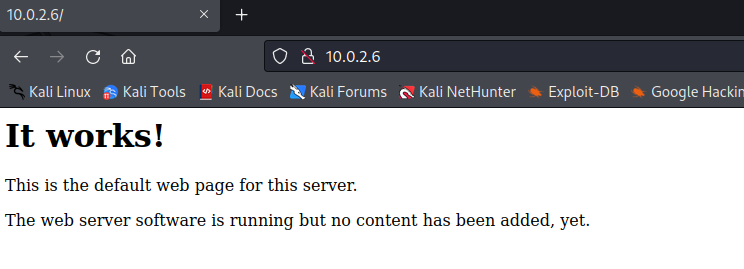 10.0.2.6/
10.0.2.6
Kali Linux Kali Tools Kali Docs Kali Forums Kali NetHunter Exploit-DB Google Hackin
It works!
This is the default web page for this server.
The web server software is running but no content has been added, yet.